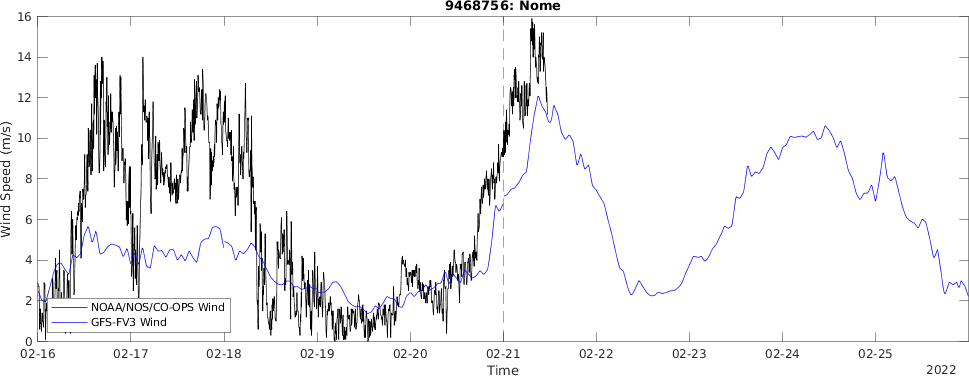 9468756: Nome
16
14
12
10
8
6
4
2
0
Wind Speed (m/s)
NOAA/NOS/CO-OPS Wind
GFS-FV3 Wind
02-16 02-17 02-18 02-19 02-20 02-21 02-22 02-23 02-24 02-25
Time
2022